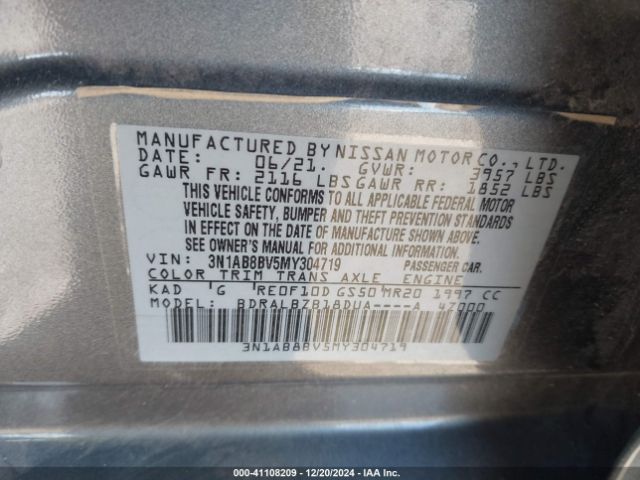 MANUFACTURED BY NISSAN MOTOR CO., LTD.
DATE: 06/21. GVWR: 3957 LBS
GAWR FR: 2116 LBS GAWR RR: 1852 LBS
THIS VEHICLE CONFORMS TO ALL APPLICABLE FEDERAL MOTOR
VEHICLE SAFETY, BUMPER AND THEFT PREVENTION STANDARDS
IN EFFECT ON THE DATE OF MANUFACTURE SHOWN ABOVE.
SEE OWNER'S MANUAL FOR ADDITIONAL INFORMATION.
VIN: 3N1AB8BV5MY304719 PASSENGER CAR.
COLOR TRIM TRANS AXLE ENGINE
KAD 'G 'RE0F10D GS50 MR20 1997 CC
MODEL: BDRALBZB18DUA----A 4Z000
3N1AB8BV5MY304719
000-41108209 - 12/20/2024 - IAA Inc.